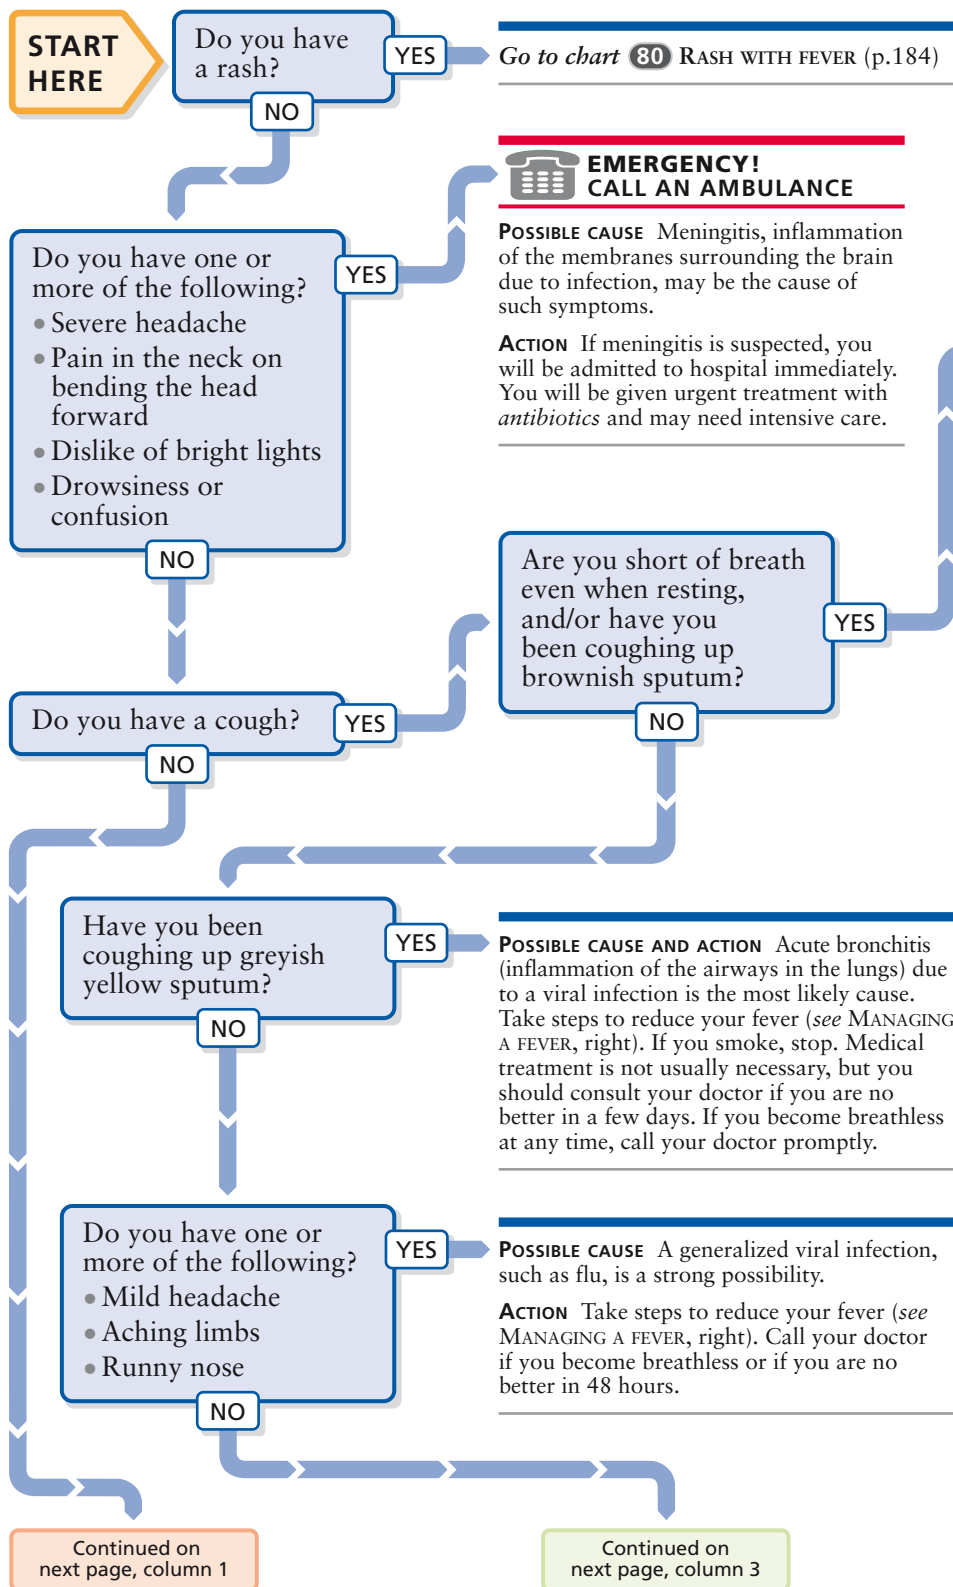 START
HERE
Do you have
a rash?
YES
Go to chart 80 RASH WITH FEVER (p.184)
NO
EMERGENCY!
CALL AN AMBULANCE
POSSIBLE CAUSE Meningitis, inflammation
of the membranes surrounding the brain
due to infection, may be the cause of
such symptoms.
ACTION If meningitis is suspected, you
will be admitted to hospital immediately.
You will be given urgent treatment with
antibiotics and may need intensive care.
Do you have one or
more of the following?
• Severe headache
• Pain in the neck on
bending the head
forward
• Dislike of bright lights
• Drowsiness or
confusion
YES
NO
Are you short of breath
even when resting,
and/or have you
been coughing up
brownish sputum?
YES
NO
Do you have a cough?
YES
NO
Have you been
coughing up greyish
yellow sputum?
YES
NO
POSSIBLE CAUSE AND ACTION Acute bronchitis
(inflammation of the airways in the lungs) due
to a viral infection is the most likely cause.
Take steps to reduce your fever (see MANAGING
A FEVER, right). If you smoke, stop. Medical
treatment is not usually necessary, but you
should consult your doctor if you are no
better in a few days. If you become breathless
at any time, call your doctor promptly.
Do you have one or
more of the following?
• Mild headache
• Aching limbs
• Runny nose
YES
NO
POSSIBLE CAUSE A generalized viral infection,
such as flu, is a strong possibility.
ACTION Take steps to reduce your fever (see
MANAGING A FEVER, right). Call your doctor
if you become breathless or if you are no
better in 48 hours.
Continued on
next page, column 1
Continued on
next page, column 3